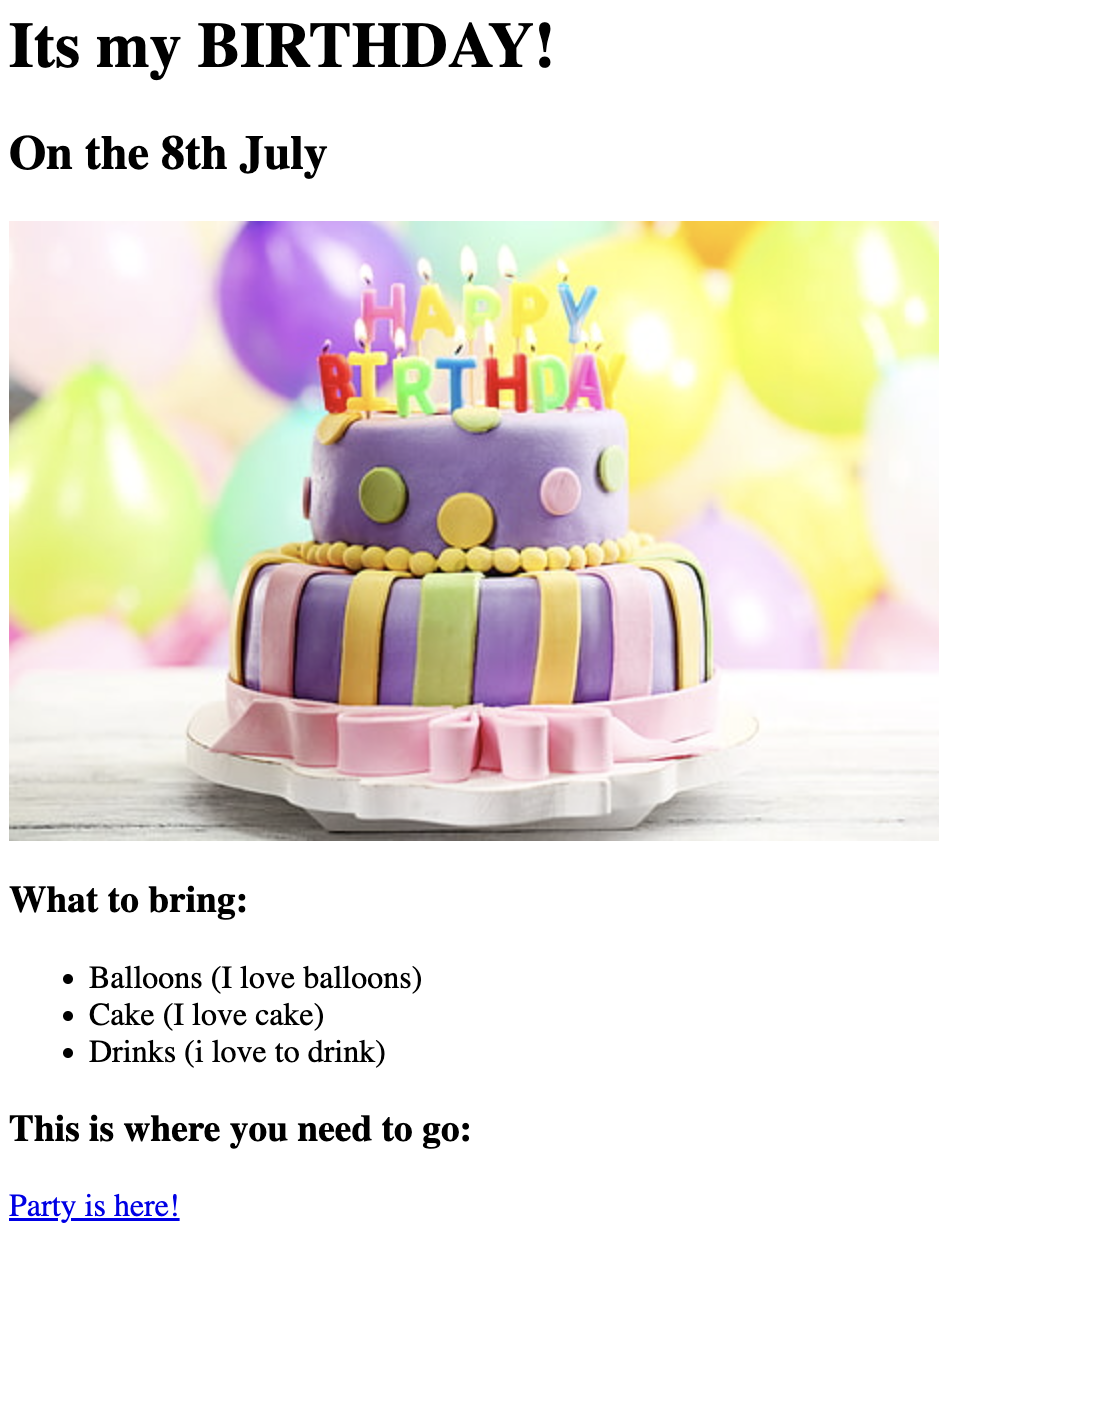 Its my BIRTHDAY!
On the 8th July
HAPPY
BIRTHDAY
What to bring:
Balloons (I love balloons)
Cake (I love cake)
Drinks (i love to drink)
This is where you need to go:
Party is here!